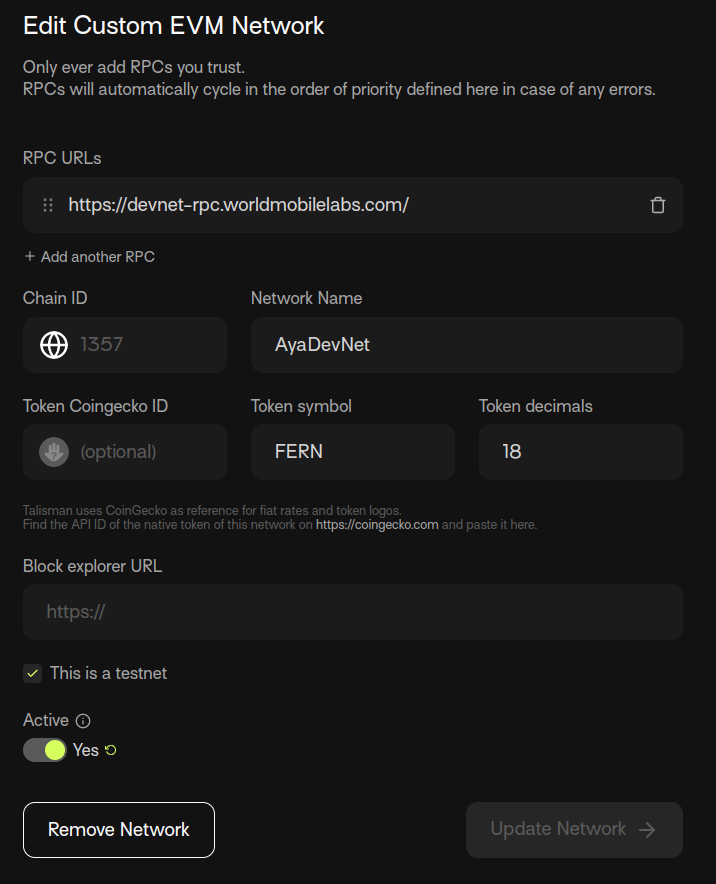 Edit Custom EVM Network
Only ever add RPCs you trust.
RPCs will automatically cycle in the order of priority defined here in case of any errors.
RPC URLs
https://devnet-rpc.worldmobilelabs.com/
+ Add another RPC
Chain ID
1357
Network Name
AyaDevNet
Token Coingecko ID
(optional)
Token symbol
FERN
Token decimals
18
Talisman uses CoinGecko as reference for fiat rates and token logos.
Find the API ID of the native token of this network on https://coingecko.com and paste it here.
Block explorer URL
https://
This is a testnet
Active
Yes
Remove Network
Update Network →